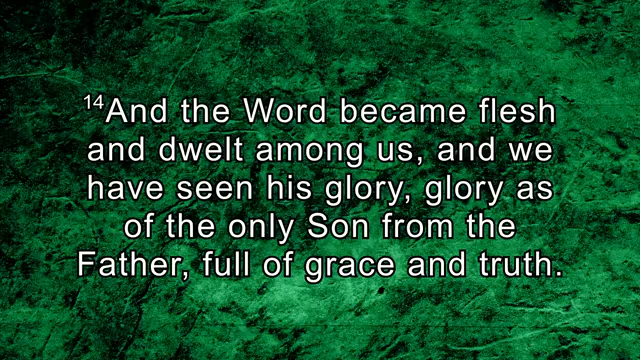 ¹⁴And the Word became flesh
and dwelt among us, and we
have seen his glory, glory as
of the only Son from the
Father, full of grace and truth.